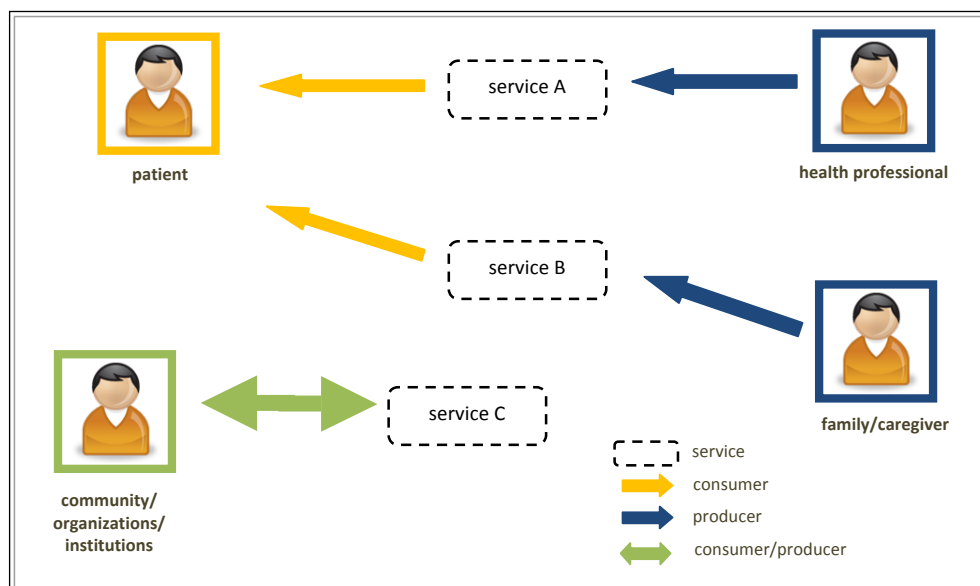 service A
patient
health professional
service B
service C
family/caregiver
community/
organizations/
institutions
service
consumer
producer
consumer/producer